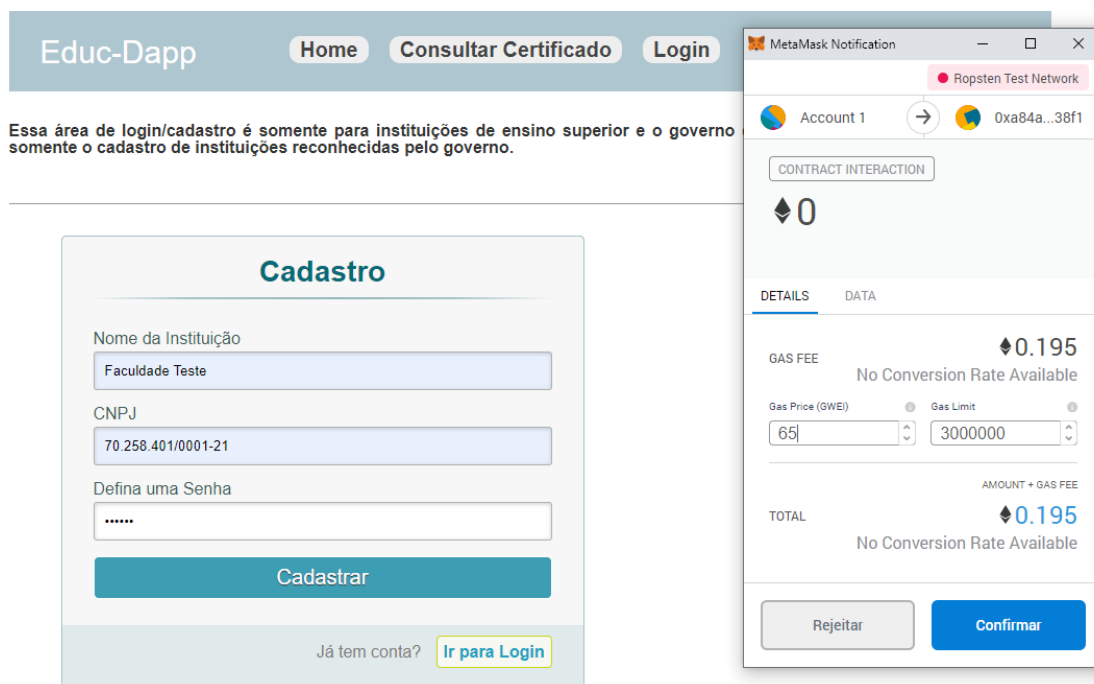 Educ-Dapp
Home
Consultar Certificado
Login
Essa área de login/cadastro é somente para instituições de ensino superior e o governo
somente o cadastro de instituições reconhecidas pelo governo.
Cadastro
Nome da Instituição
Faculdade Teste
CNPJ
70.258.401/0001-21
Defina uma Senha
••••••
Cadastrar
Já tem conta?
Ir para Login
MetaMask Notification
Ropsten Test Network
Account 1
0xa84a...38f1
CONTRACT INTERACTION
0
DETAILS
DATA
GAS FEE
0.195
No Conversion Rate Available
Gas Price (GWEI)
Gas Limit
65
3000000
AMOUNT + GAS FEE
TOTAL
0.195
No Conversion Rate Available
Rejeitar
Confirmar